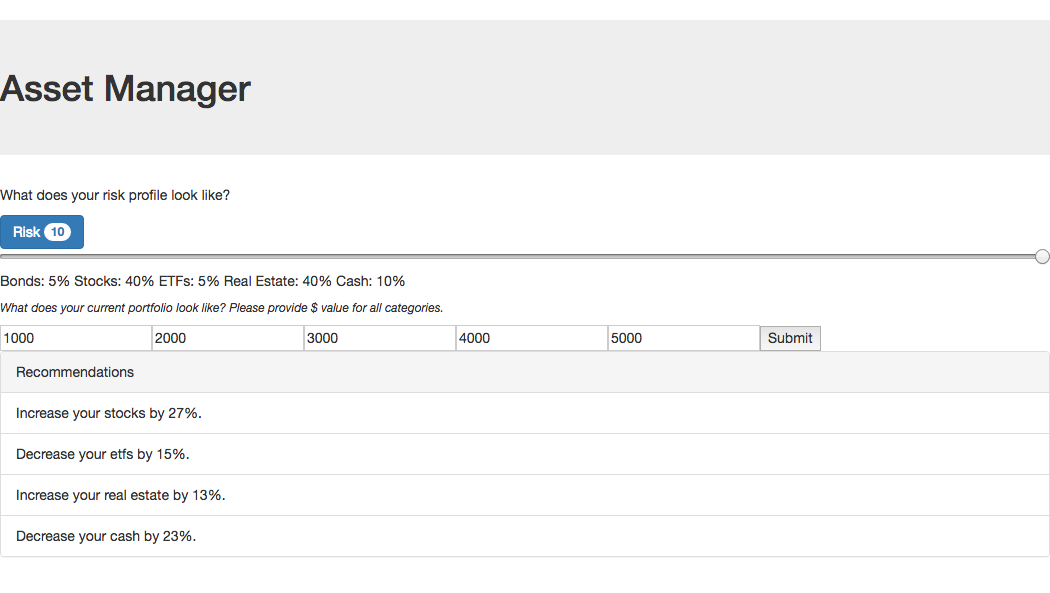 Asset Manager
What does your risk profile look like?
Risk 10
Bonds: 5% Stocks: 40% ETFs: 5% Real Estate: 40% Cash: 10%
What does your current portfolio look like? Please provide $ value for all categories.
1000 2000 3000 4000 5000 Submit
Recommendations
Increase your stocks by 27%.
Decrease your etfs by 15%.
Increase your real estate by 13%.
Decrease your cash by 23%.